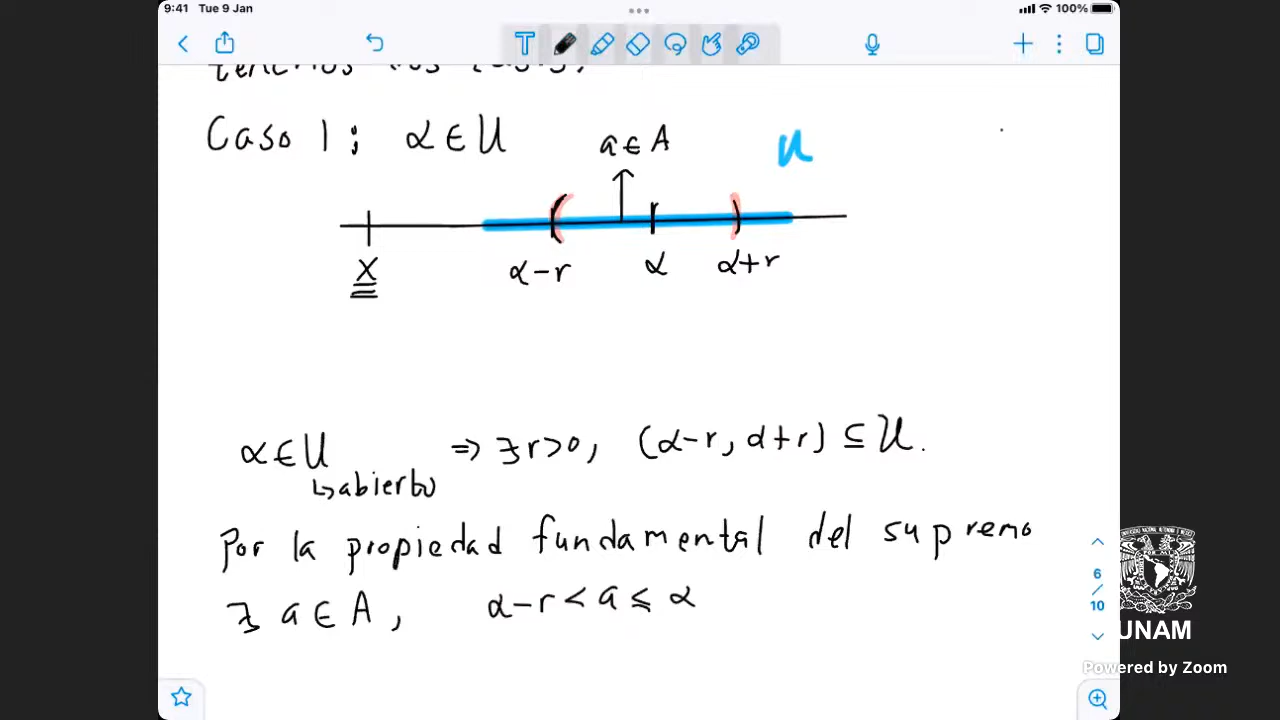 9:41 Tue 9 Jan
100%
T
Caso 1: α ∈ U
a ∈ A
U
x
α-r
α
α+r
α ∈ U ⇒ ∃ r>0, (α-r, α+r) ⊆ U.
↳ abierto
Por la propiedad fundamental del supremo
∃ a ∈ A, α-r < a ≤ α
6
/
10
UNAM
Powered by Zoom